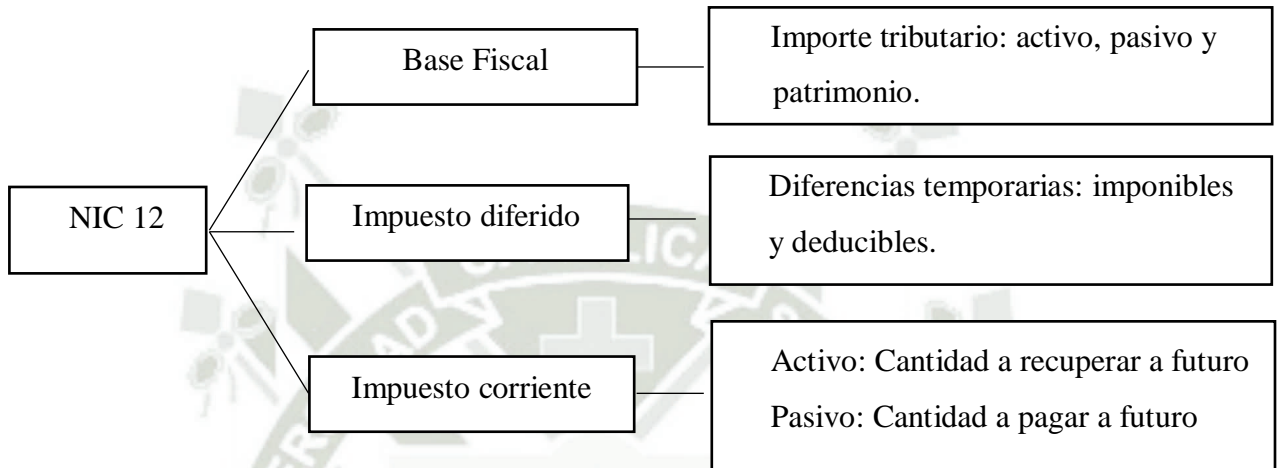 Base Fiscal
Importe tributario: activo, pasivo y
patrimonio.
NIC 12
Impuesto diferido
Diferencias temporarias: imponibles
y deducibles.
Impuesto corriente
Activo: Cantidad a recuperar a futuro
Pasivo: Cantidad a pagar a futuro